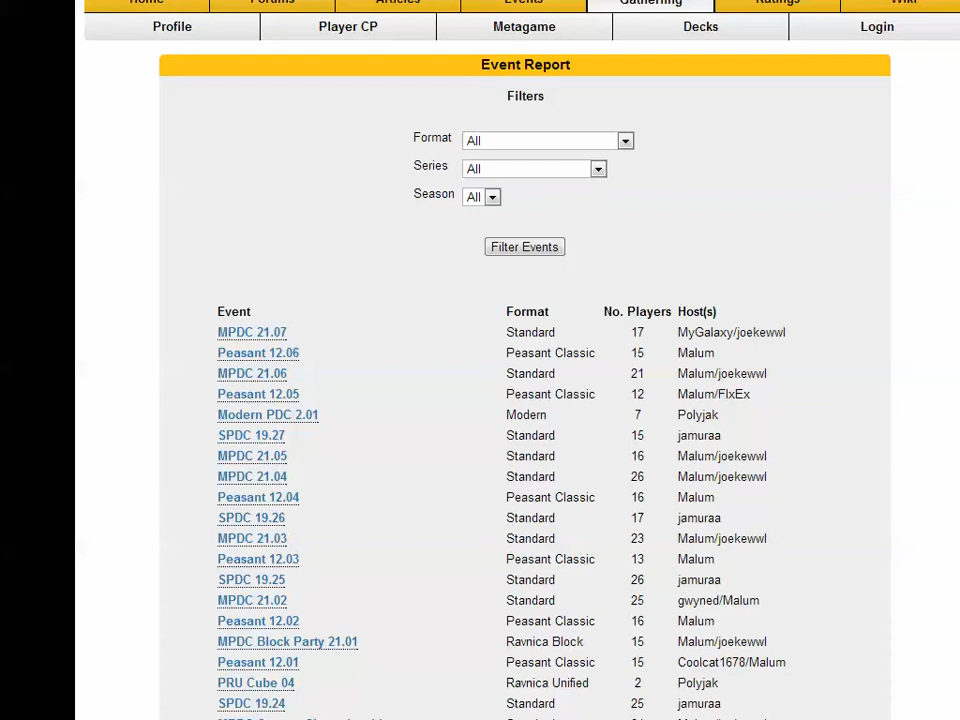 Home Forums Articles Events Gathering Ratings Wiki
Profile Player CP Metagame Decks Login
Event Report
Filters
Format All
Series All
Season All
Filter Events
Event Format No. Players Host(s)
MPDC 21.07 Standard 17 MyGalaxy/joekewwl
Peasant 12.06 Peasant Classic 15 Malum
MPDC 21.06 Standard 21 Malum/joekewwl
Peasant 12.05 Peasant Classic 12 Malum/FlxEx
Modern PDC 2.01 Modern 7 Polyjak
SPDC 19.27 Standard 15 jamuraa
MPDC 21.05 Standard 16 Malum/joekewwl
MPDC 21.04 Standard 26 Malum/joekewwl
Peasant 12.04 Peasant Classic 16 Malum
SPDC 19.26 Standard 17 jamuraa
MPDC 21.03 Standard 23 Malum/joekewwl
Peasant 12.03 Peasant Classic 13 Malum
SPDC 19.25 Standard 26 jamuraa
MPDC 21.02 Standard 25 gwyned/Malum
Peasant 12.02 Peasant Classic 16 Malum
MPDC Block Party 21.01 Ravnica Block 15 Malum/joekewwl
Peasant 12.01 Peasant Classic 15 Coolcat1678/Malum
PRU Cube 04 Ravnica Unified 2 Polyjak
SPDC 19.24 Standard 25 jamuraa